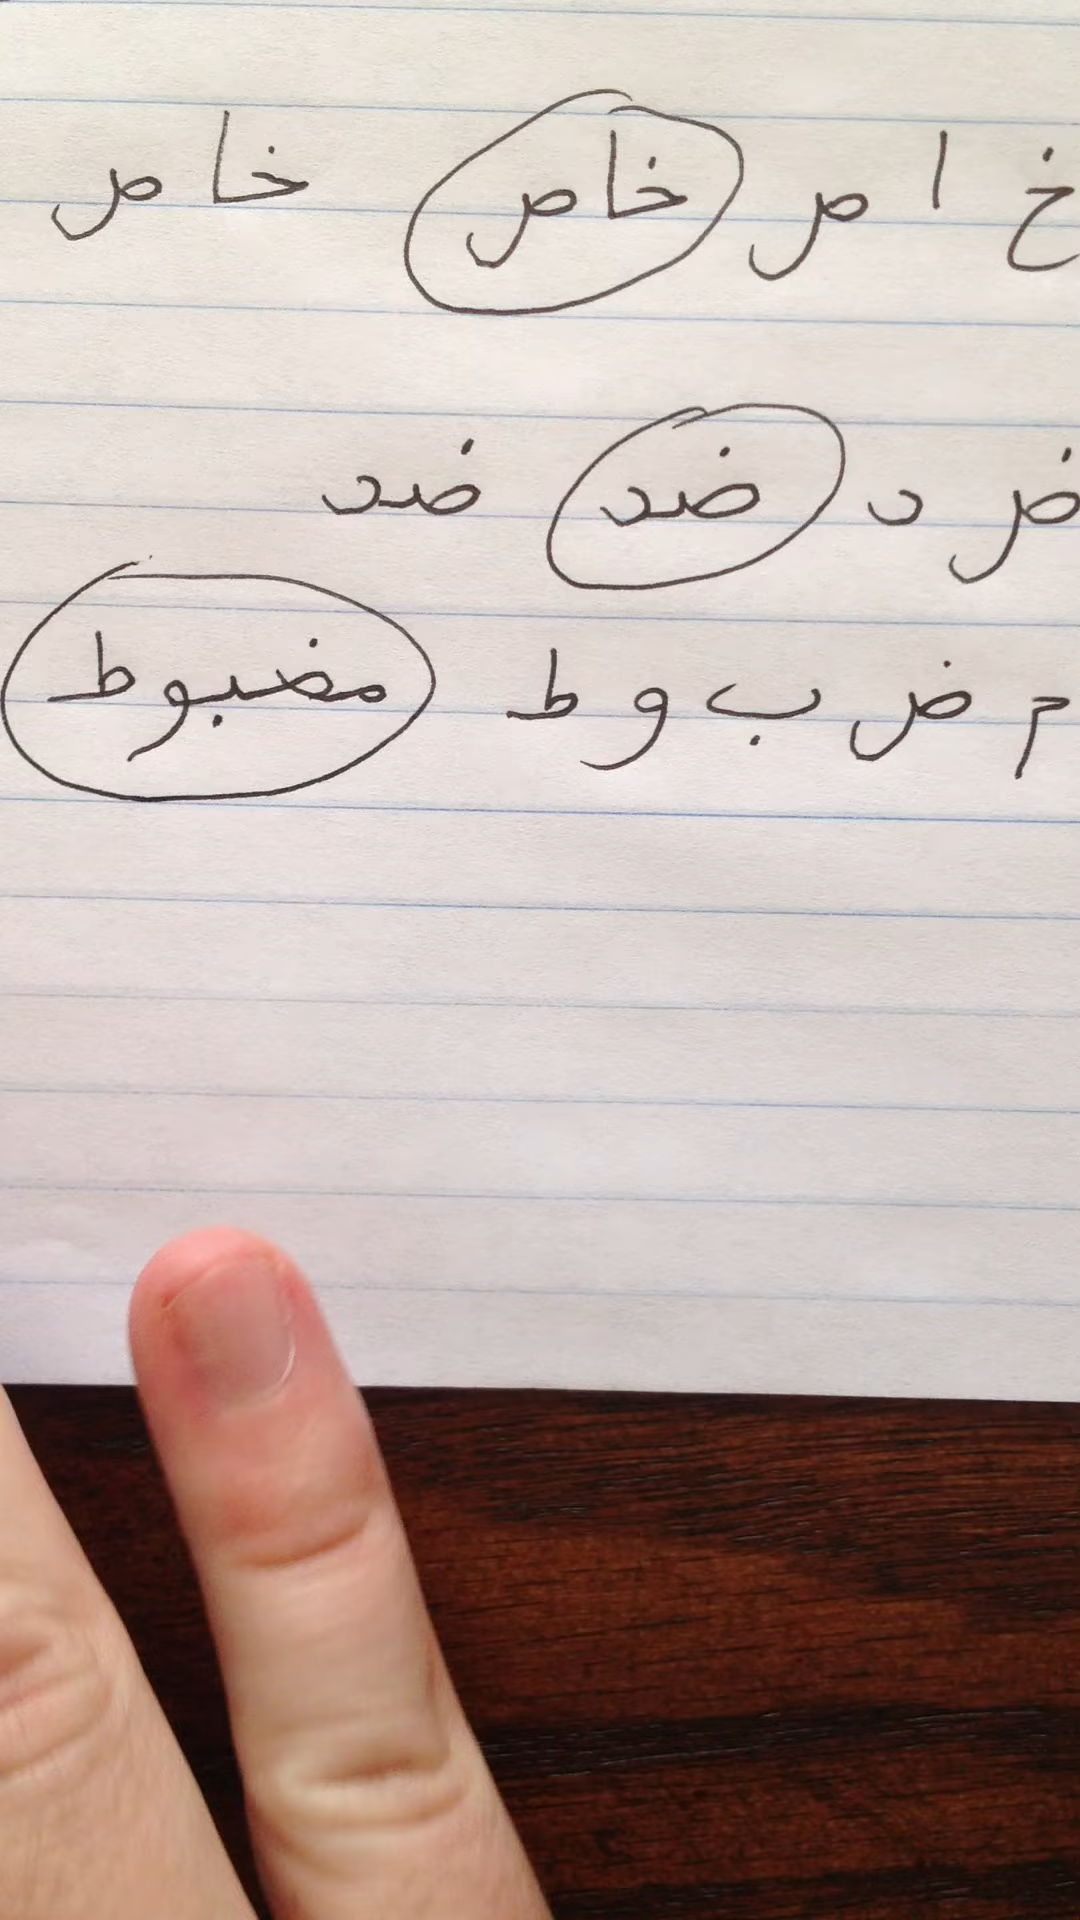 خ ا ص خاص خاص
ض د ضد ضد
م ض ب و ط مضبوط